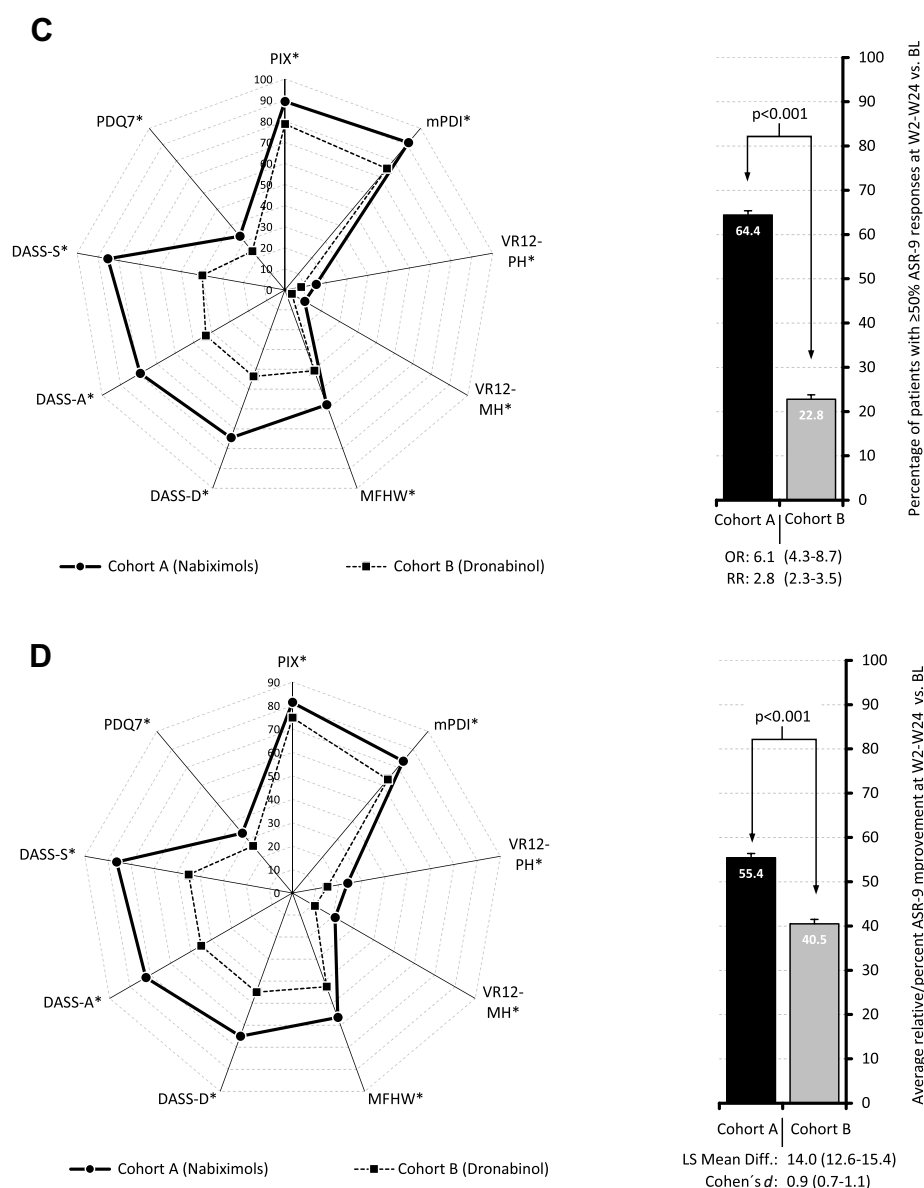 C
PIX*
mPDI*
VR12-
PH*
VR12-
MH*
MFHW*
DASS-D*
DASS-A*
DASS-S*
PDQ7*
100
90
80
70
60
50
40
30
20
10
0
Cohort A (Nabiximols)
Cohort B (Dronabinol)
p<0.001
64.4
22.8
100
90
80
70
60
50
40
30
20
10
0
Percentage of patients with ≥50% ASR-9 responses at W2-W24 vs. BL
Cohort A
Cohort B
OR: 6.1 (4.3-8.7)
RR: 2.8 (2.3-3.5)
D
PIX*
mPDI*
VR12-
PH*
VR12-
MH*
MFHW*
DASS-D*
DASS-A*
DASS-S*
PDQ7*
90
80
70
60
50
40
30
20
10
0
Cohort A (Nabiximols)
Cohort B (Dronabinol)
p<0.001
55.4
40.5
100
90
80
70
60
50
40
30
20
10
0
Average relative/percent ASR-9 mprovement at W2-W24 vs. BL
Cohort A
Cohort B
LS Mean Diff.: 14.0 (12.6-15.4)
Cohen´s d: 0.9 (0.7-1.1)